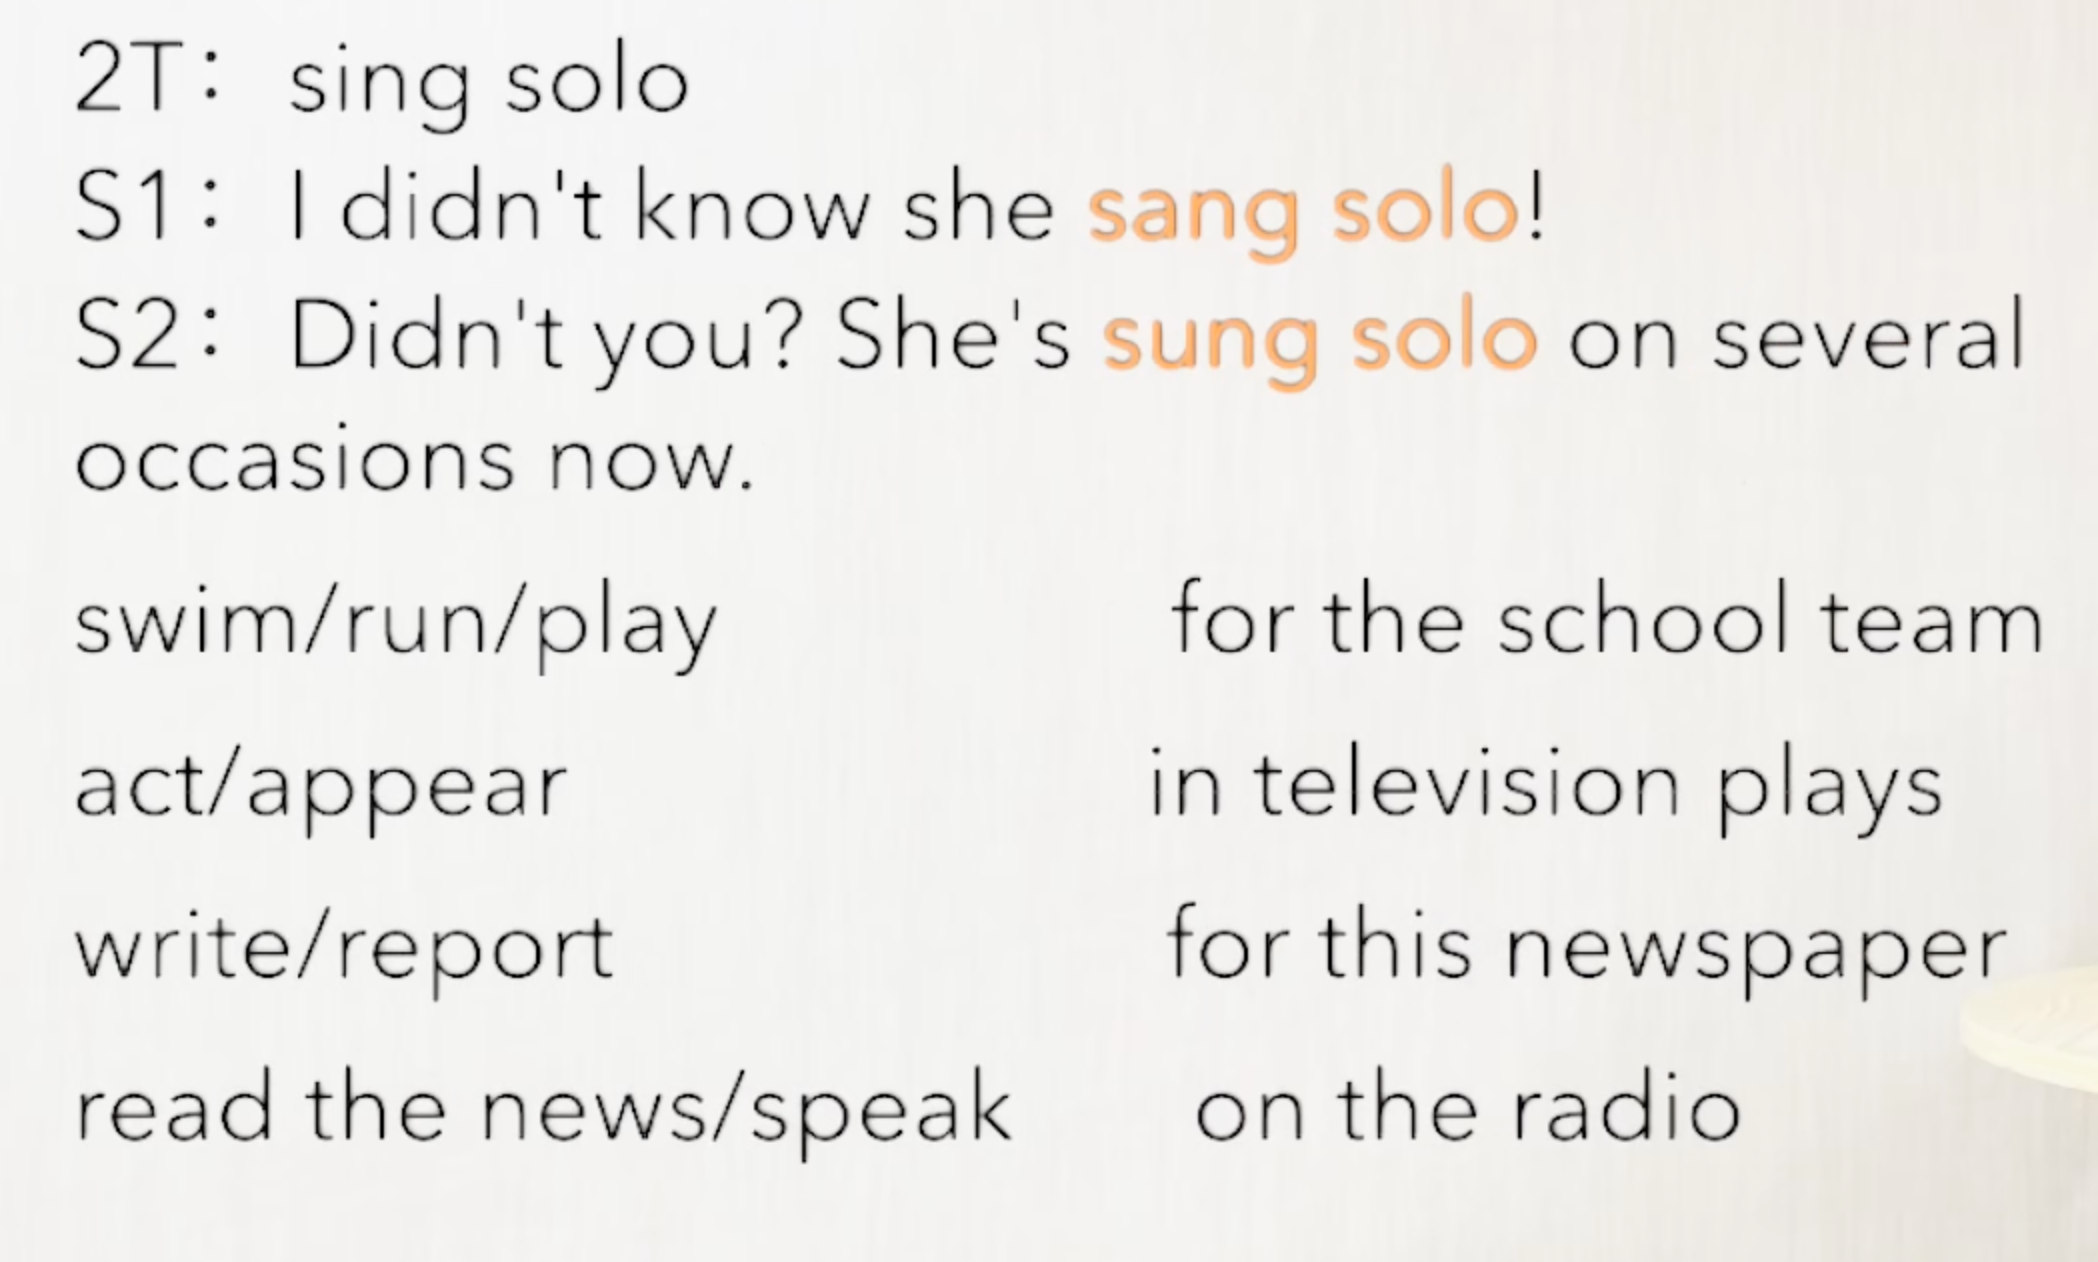 2T: sing solo
S1: I didn't know she sang solo!
S2: Didn't you? She's sung solo on several
occasions now.
swim/run/play for the school team
act/appear in television plays
write/report for this newspaper
read the news/speak on the radio